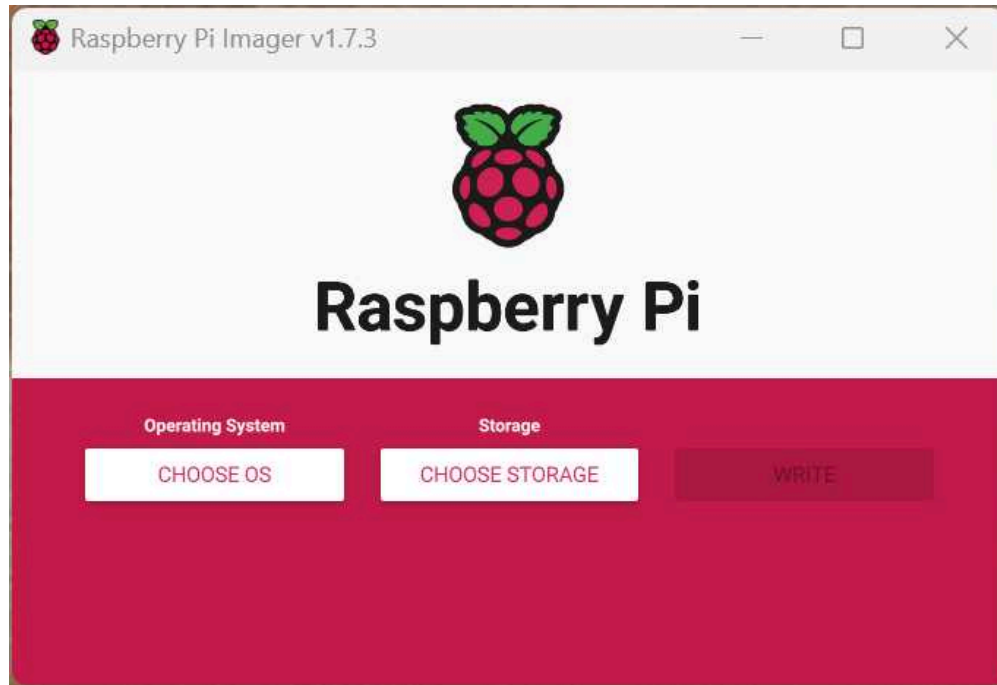 Raspberry Pi Imager v1.7.3
Raspberry Pi
Operating System
Storage
CHOOSE OS
CHOOSE STORAGE
WRITE